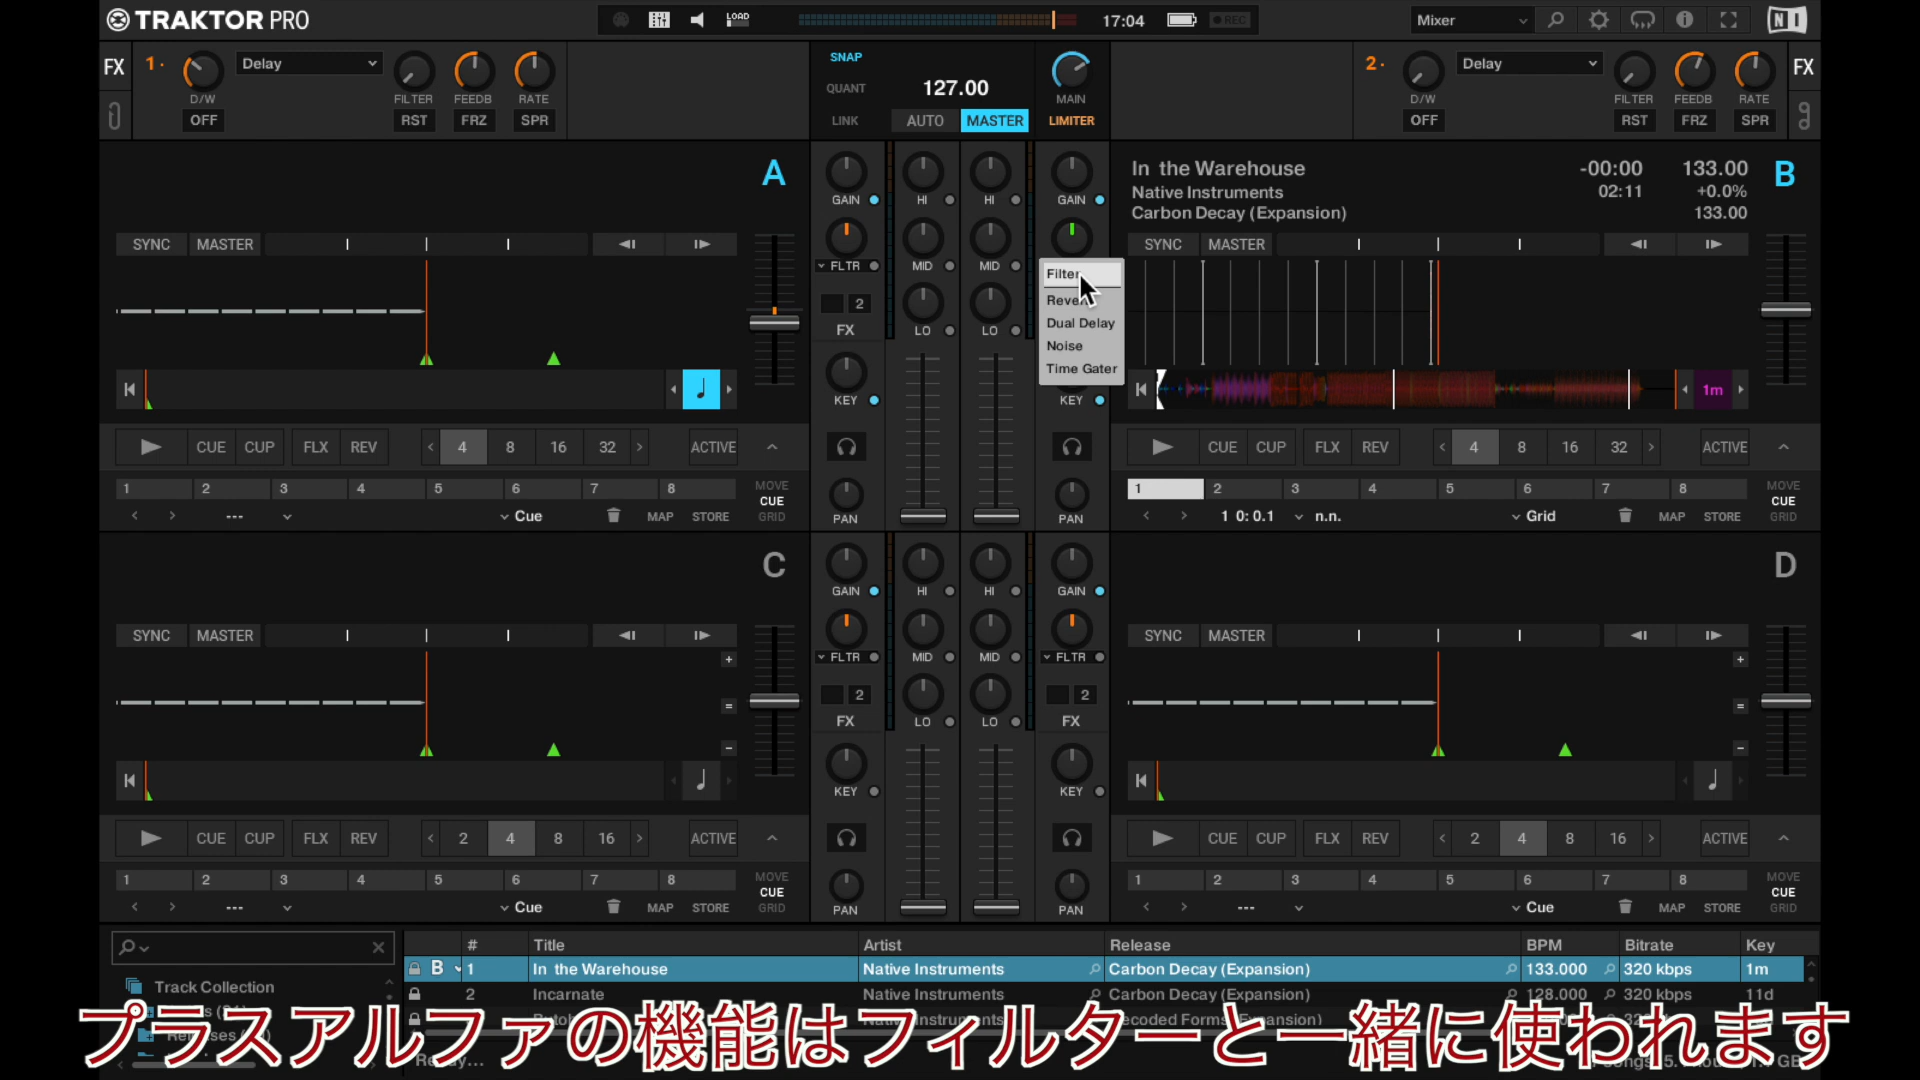 TRAKTOR PRO
LOAD
17:04
REC
Mixer
NI
FX
1
Delay
D/W
FILTER
FEEDB
RATE
OFF
RST
FRZ
SPR
SNAP
QUANT
LINK
127.00
AUTO
MASTER
MAIN
LIMITER
2
Delay
D/W
FILTER
FEEDB
RATE
OFF
RST
FRZ
SPR
FX
A
SYNC
MASTER
CUE
CUP
FLX
REV
4
8
16
32
ACTIVE
1
2
3
4
5
6
7
8
MOVE
CUE
GRID
---
Cue
MAP
STORE
GAIN
HI
HI
GAIN
FLTR
MID
MID
2
FX
LO
LO
KEY
KEY
PAN
PAN
Filter
Dual Delay
Noise
Time Gater
In the Warehouse
Native Instruments
Carbon Decay (Expansion)
-00:00
02:11
133.00
+0.0%
133.00
B
SYNC
MASTER
1m
CUE
CUP
FLX
REV
4
8
16
32
ACTIVE
1
2
3
4
5
6
7
8
MOVE
CUE
GRID
1 0: 0.1
n.n.
Grid
MAP
STORE
C
SYNC
MASTER
+
=
−
CUE
CUP
FLX
REV
2
4
8
16
ACTIVE
1
2
3
4
5
6
7
8
MOVE
CUE
GRID
---
Cue
MAP
STORE
GAIN
HI
HI
GAIN
FLTR
MID
MID
FLTR
2
FX
LO
LO
2
FX
KEY
KEY
PAN
PAN
D
SYNC
MASTER
+
=
−
CUE
CUP
FLX
REV
2
4
8
16
ACTIVE
1
2
3
4
5
6
7
8
MOVE
CUE
GRID
---
Cue
MAP
STORE
# Title Artist Release BPM Bitrate Key
B 1 In the Warehouse Native Instruments Carbon Decay (Expansion) 133.000 320 kbps 1m
Track Collection
2 Incarnate Native Instruments Carbon Decay (Expansion) 128.000 320 kbps 11d
プラスアルファの機能はフィルターと一緒に使われます